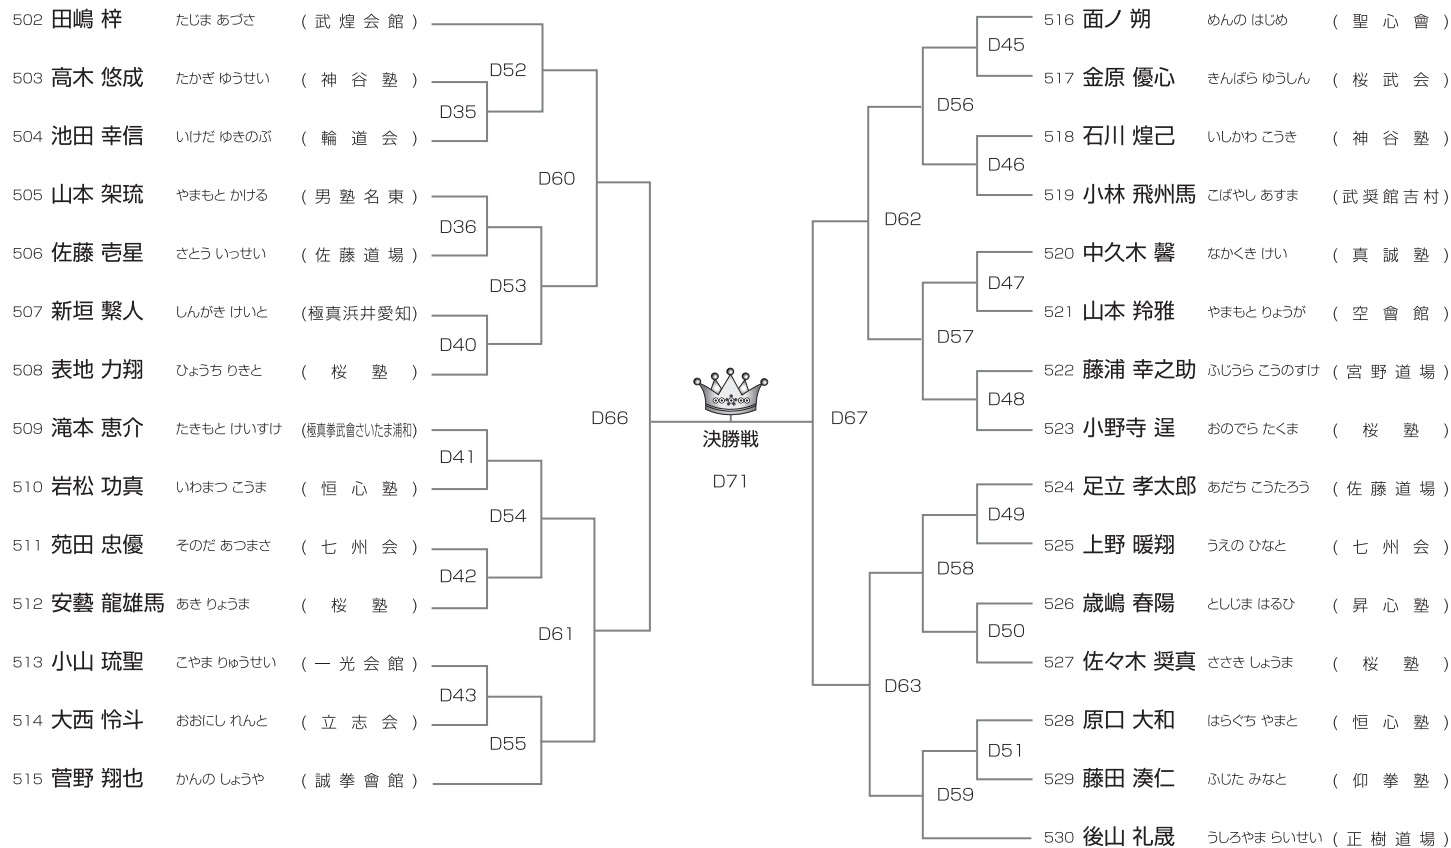 502 田嶋 梓 たじま あづさ (武煌会館)
503 高木 悠成 たかぎ ゆうせい (神谷塾)
504 池田 幸信 いけだ ゆきのぶ (輪道会)
505 山本 架琉 やまもと かける (男塾名東)
506 佐藤 壱星 さとう いっせい (佐藤道場)
507 新垣 繋人 しんがき けいと (極真浜井愛知)
508 表地 力翔 ひょうち りきと (桜塾)
509 滝本 恵介 たきもと けいすけ (極真拳武會さいたま浦和)
510 岩松 功真 いわまつ こうま (恒心塾)
511 苑田 忠優 そのだ あつまさ (七州会)
512 安藝 龍雄馬 あき りょうま (桜塾)
513 小山 琉聖 こやま りゅうせい (一光会館)
514 大西 怜斗 おおにし れんと (立志会)
515 菅野 翔也 かんの しょうや (誠拳會館)
D52
D35
D60
D36
D53
D40
D66
D41
D54
D42
D61
D43
D55
決勝戦
D71
D45
D56
D46
D62
D47
D57
D48
D67
D49
D58
D50
D63
D51
D59
516 面ノ 朔 めんの はじめ (聖心會)
517 金原 優心 きんばら ゆうしん (桜武会)
518 石川 煌己 いしかわ こうき (神谷塾)
519 小林 飛州馬 こばやし あすま (武奨館吉村)
520 中久木 馨 なかくき けい (真誠塾)
521 山本 羚雅 やまもと りょうが (空會館)
522 藤浦 幸之助 ふじうら こうのすけ (宮野道場)
523 小野寺 逞 おのでら たくま (桜塾)
524 足立 孝太郎 あだち こうたろう (佐藤道場)
525 上野 暖翔 うえの ひなと (七州会)
526 歳嶋 春陽 としじま はるひ (昇心塾)
527 佐々木 奨真 ささき しょうま (桜塾)
528 原口 大和 はらぐち やまと (恒心塾)
529 藤田 湊仁 ふじた みなと (仰拳塾)
530 後山 礼晟 うしろやま らいせい (正樹道場)